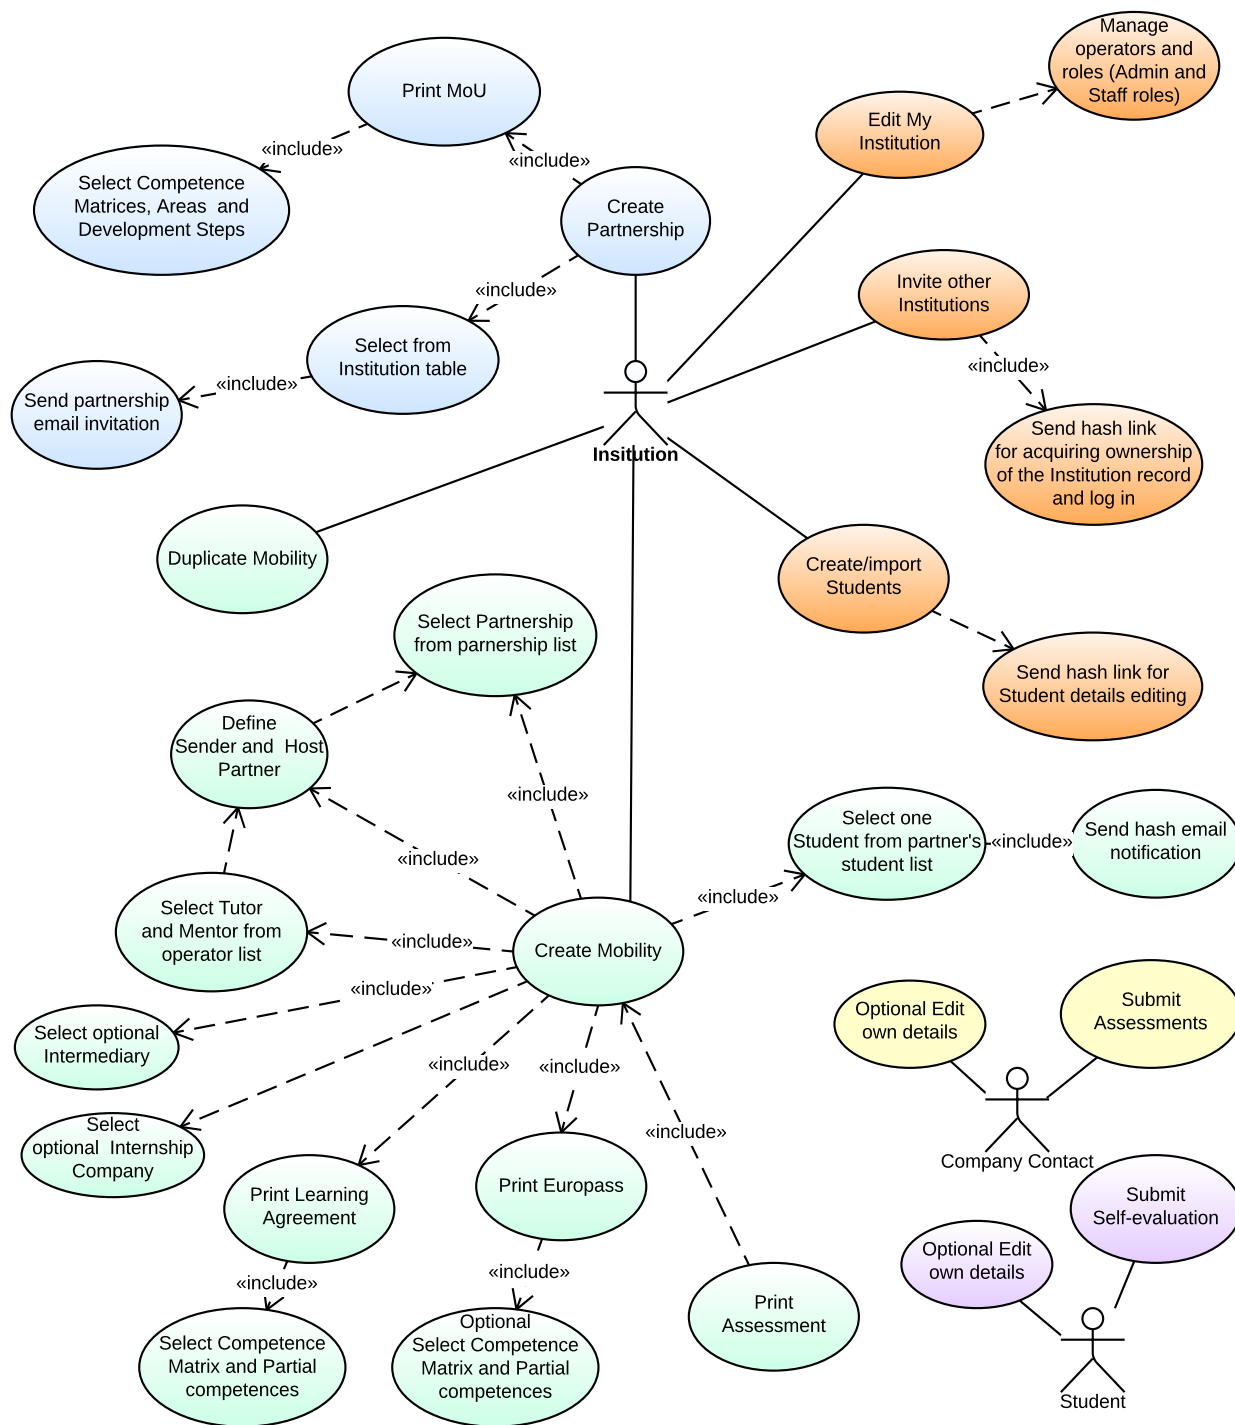 Manage
operators and
roles (Admin and
Staff roles)
Print MoU
Edit My
Institution
«include»
«include»
Select Competence
Matrices, Areas  and
Development Steps
Create
Partnership
«include»
Invite other
Institutions
Select from
Institution table
«include»
«include»
Send partnership
email invitation
Insitution
Send hash link
for acquiring ownership
of the Institution record
and log in
Duplicate Mobility
Create/import
Students
Select Partnership
from parnership list
Send hash link for
Student details editing
Define
Sender and  Host
Partner
«include»
Select one
Student from partner's
student list
«include»
Send hash email
notification
«include»
«include»
Select Tutor
and Mentor from
operator list
«include»
Create Mobility
«include»
Optional Edit
own details
Submit
Assessments
Select optional
Intermediary
«include»
«include»
«include»
Select
optional  Internship
Company
Company Contact
Print Learning
Agreement
Print Europass
Submit
Self-evaluation
Optional Edit
own details
«include»
«include»
Print
Assessment
Select Competence
Matrix and Partial
competences
Optional
Select Competence
Matrix and Partial
competences
Student